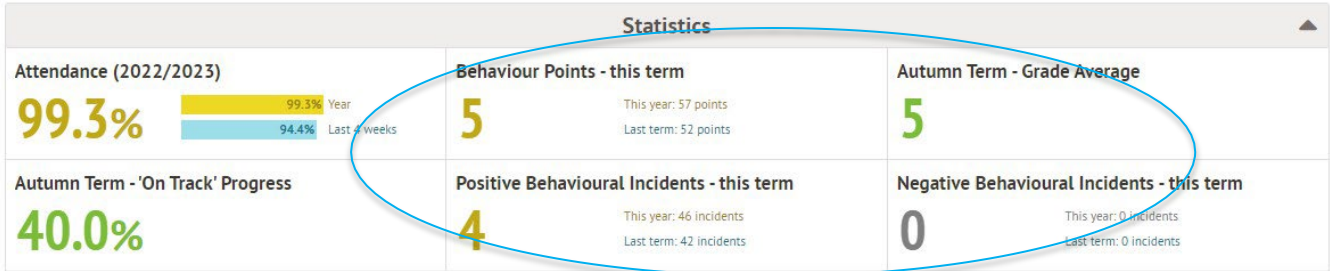 Statistics
Attendance (2022/2023)
99.3%
99.3% Year
94.4% Last 4 weeks
Behaviour Points - this term
5
This year: 57 points
Last term: 52 points
Autumn Term - Grade Average
5
Autumn Term - 'On Track' Progress
40.0%
Positive Behavioural Incidents - this term
4
This year: 46 incidents
Last term: 42 incidents
Negative Behavioural Incidents - this term
0
This year: 0 incidents
Last term: 0 incidents